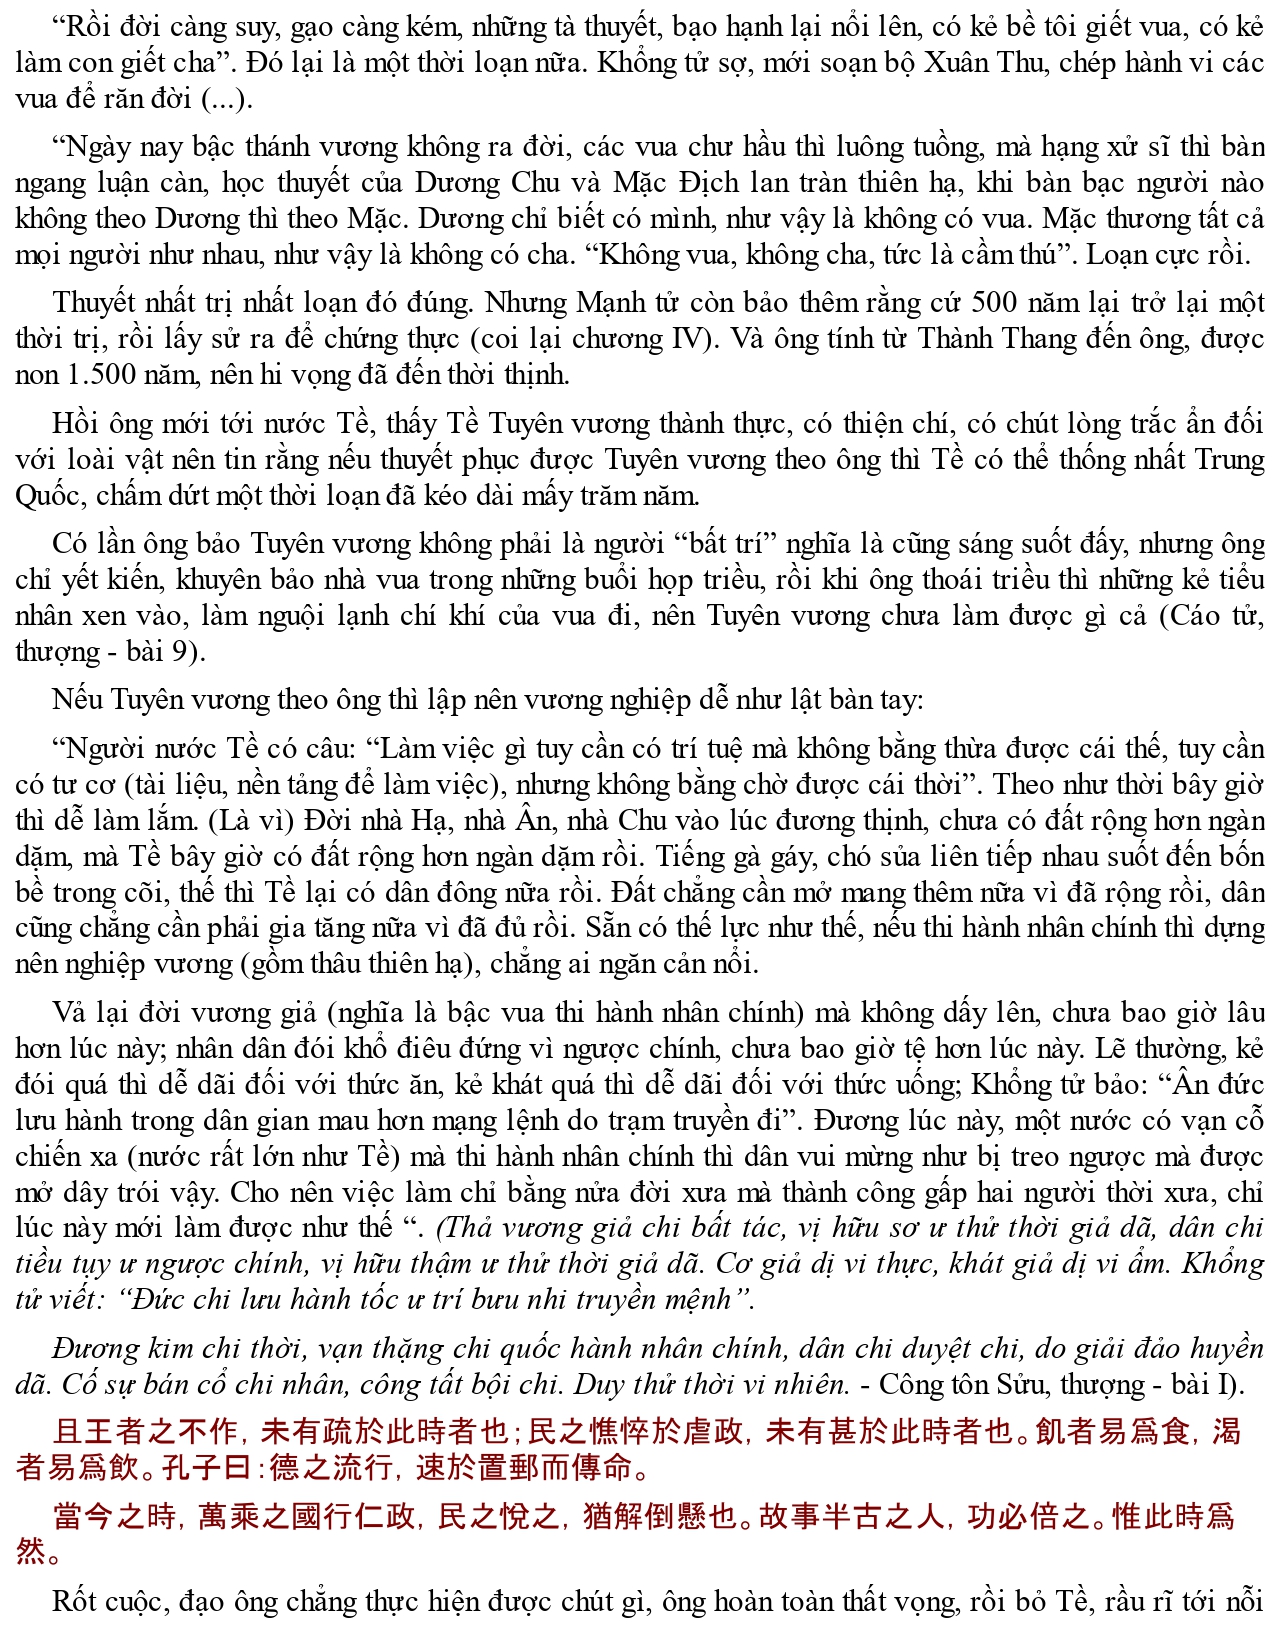 “Rồi đời càng suy, gạo càng kém, những tà thuyết, bạo hạnh lại nổi lên, có kẻ bề tôi giết vua, có kẻ
làm con giết cha”. Đó lại là một thời loạn nữa. Khổng tử sợ, mới soạn bộ Xuân Thu, chép hành vi các
vua để răn đời (...).
“Ngày nay bậc thánh vương không ra đời, các vua chư hầu thì luông tuồng, mà hạng xử sĩ thì bàn
ngang luận càn, học thuyết của Dương Chu và Mặc Địch lan tràn thiên hạ, khi bàn bạc người nào
không theo Dương thì theo Mặc. Dương chỉ biết có mình, như vậy là không có vua. Mặc thương tất cả
mọi người như nhau, như vậy là không có cha. “Không vua, không cha, tức là cầm thú”. Loạn cực rồi.
Thuyết nhất trị nhất loạn đó đúng. Nhưng Mạnh tử còn bảo thêm rằng cứ 500 năm lại trở lại một
thời trị, rồi lấy sử ra để chứng thực (coi lại chương IV). Và ông tính từ Thành Thang đến ông, được
non 1.500 năm, nên hi vọng đã đến thời thịnh.
Hồi ông mới tới nước Tề, thấy Tề Tuyên vương thành thực, có thiện chí, có chút lòng trắc ẩn đối
với loài vật nên tin rằng nếu thuyết phục được Tuyên vương theo ông thì Tề có thể thống nhất Trung
Quốc, chấm dứt một thời loạn đã kéo dài mấy trăm năm.
Có lần ông bảo Tuyên vương không phải là người “bất trí” nghĩa là cũng sáng suốt đấy, nhưng ông
chỉ yết kiến, khuyên bảo nhà vua trong những buổi họp triều, rồi khi ông thoái triều thì những kẻ tiểu
nhân xen vào, làm nguội lạnh chí khí của vua đi, nên Tuyên vương chưa làm được gì cả (Cáo tử,
thượng - bài 9).
Nếu Tuyên vương theo ông thì lập nên vương nghiệp dễ như lật bàn tay:
“Người nước Tề có câu: “Làm việc gì tuy cần có trí tuệ mà không bằng thừa được cái thế, tuy cần
có tư cơ (tài liệu, nền tảng để làm việc), nhưng không bằng chờ được cái thời”. Theo như thời bây giờ
thì dễ làm lắm. (Là vì) Đời nhà Hạ, nhà Ân, nhà Chu vào lúc đương thịnh, chưa có đất rộng hơn ngàn
dặm, mà Tề bây giờ có đất rộng hơn ngàn dặm rồi. Tiếng gà gáy, chó sủa liên tiếp nhau suốt đến bốn
bề trong cõi, thế thì Tề lại có dân đông nữa rồi. Đất chẳng cần mở mang thêm nữa vì đã rộng rồi, dân
cũng chẳng cần phải gia tăng nữa vì đã đủ rồi. Sẵn có thế lực như thế, nếu thi hành nhân chính thì dựng
nên nghiệp vương (gồm thâu thiên hạ), chẳng ai ngăn cản nổi.
Vả lại đời vương giả (nghĩa là bậc vua thi hành nhân chính) mà không dấy lên, chưa bao giờ lâu
hơn lúc này; nhân dân đói khổ điêu đứng vì ngược chính, chưa bao giờ tệ hơn lúc này. Lẽ thường, kẻ
đói quá thì dễ dãi đối với thức ăn, kẻ khát quá thì dễ dãi đối với thức uống; Khổng tử bảo: “Ân đức
lưu hành trong dân gian mau hơn mạng lệnh do trạm truyền đi”. Đương lúc này, một nước có vạn cỗ
chiến xa (nước rất lớn như Tề) mà thi hành nhân chính thì dân vui mừng như bị treo ngược mà được
mở dây trói vậy. Cho nên việc làm chỉ bằng nửa đời xưa mà thành công gấp hai người thời xưa, chỉ
lúc này mới làm được như thế “. (Thả vương giả chi bất tác, vị hữu sơ ư thử thời giả dã, dân chi
tiều tụy ư ngược chính, vị hữu thậm ư thử thời giả dã. Cơ giả dị vi thực, khát giả dị vi ẩm. Khổng
tử viết: “Đức chi lưu hành tốc ư trí bưu nhi truyền mệnh”.
Đương kim chi thời, vạn thặng chi quốc hành nhân chính, dân chi duyệt chi, do giải đảo huyền
dã. Cố sự bán cổ chi nhân, công tất bội chi. Duy thử thời vi nhiên. - Công tôn Sửu, thượng - bài I).
且王者之不作, 未有疏於此時者也; 民之憔悴於虐政, 未有甚於此時者也。飢者易爲食, 渴
者易爲飲。孔子曰:德之流行, 速於置郵而傳命。
當今之時, 萬乘之國行仁政, 民之悅之, 猶解倒懸也。故事半古之人, 功必倍之。惟此時爲
然。
Rốt cuộc, đạo ông chẳng thực hiện được chút gì, ông hoàn toàn thất vọng, rồi bỏ Tề, rầu rĩ tới nỗi